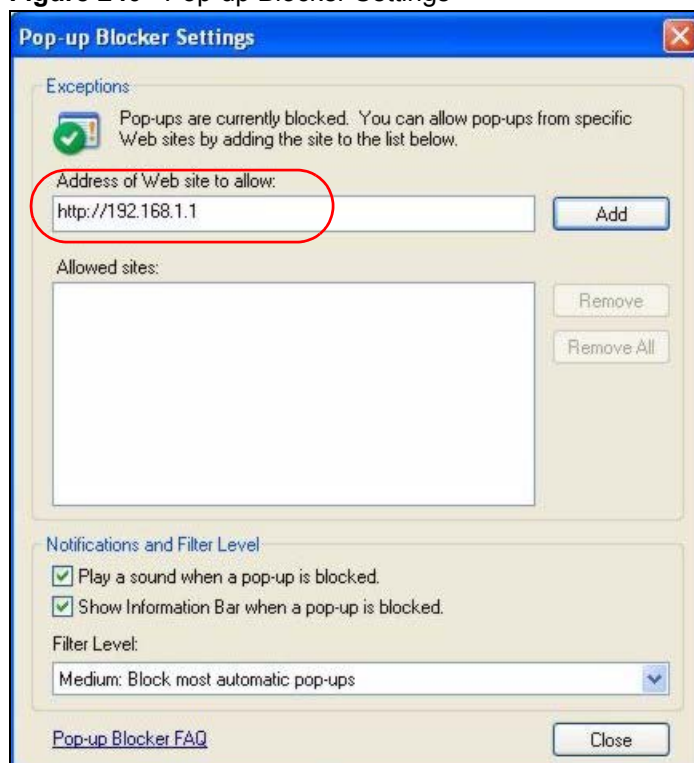 Pop-up Blocker Settings
Exceptions
Pop-ups are currently blocked. You can allow pop-ups from specific
Web sites by adding the site to the list below.
Address of Web site to allow:
http://192.168.1.1
Add
Allowed sites:
Remove
Remove All
Notifications and Filter Level
Play a sound when a pop-up is blocked.
Show Information Bar when a pop-up is blocked.
Filter Level:
Medium: Block most automatic pop-ups
Pop-up Blocker FAQ
Close